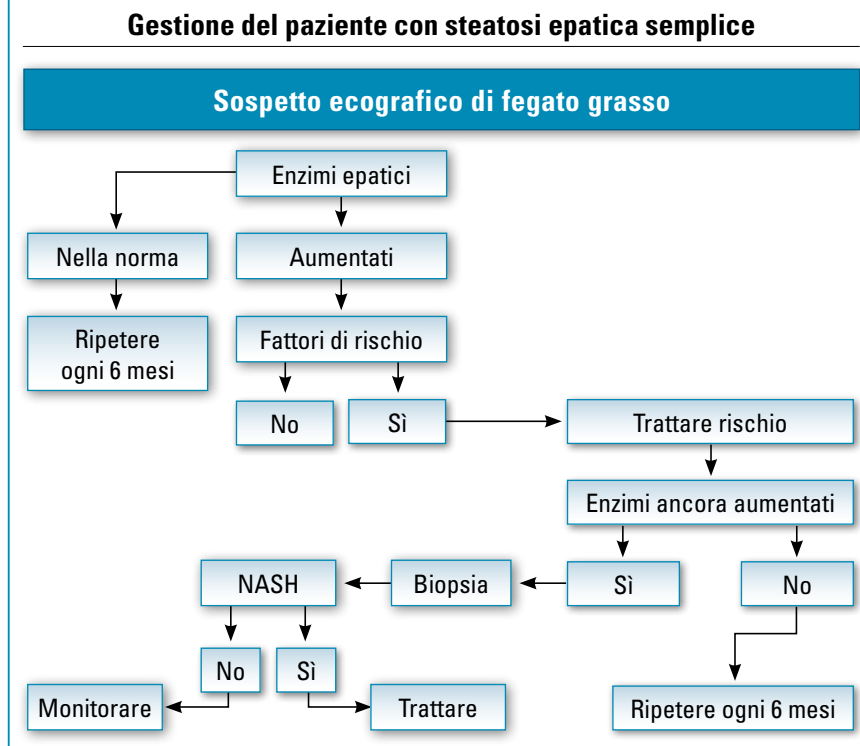 Gestione del paziente con steatosi epatica semplice
Sospetto ecografico di fegato grasso
Enzimi epatici
Nella norma
Aumentati
Ripetere
ogni 6 mesi
Fattori di rischio
No
Sì
Trattare rischio
Enzimi ancora aumentati
NASH
Biopsia
Sì
No
No
Sì
Monitorare
Trattare
Ripetere ogni 6 mesi